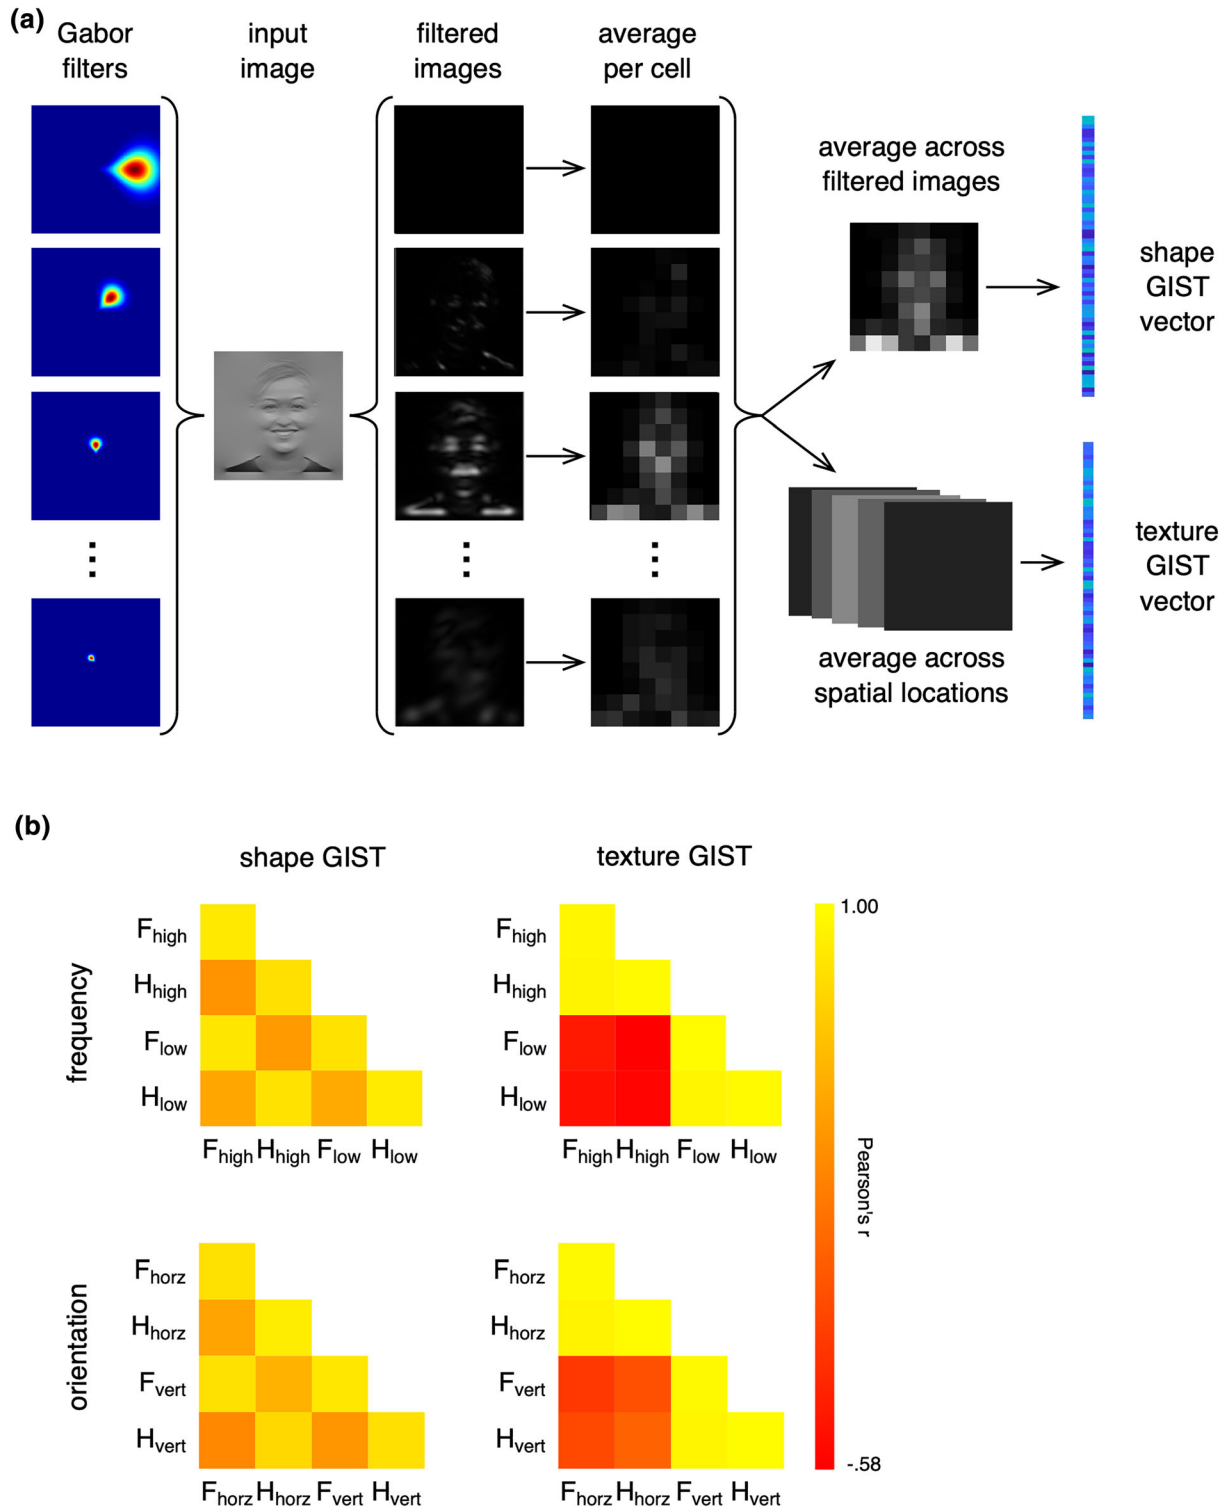 (a)
Gabor
filters
input
image
filtered
images
average
per cell
average across
filtered images
shape
GIST
vector
texture
GIST
vector
average across
spatial locations
(b)
shape GIST
texture GIST
frequency
Fhigh
Hhigh
Flow
Hlow
Fhigh Hhigh Flow Hlow
Fhigh
Hhigh
Flow
Hlow
Fhigh Hhigh Flow Hlow
1.00
Pearson's r
-.58
orientation
Fhorz
Hhorz
Fvert
Hvert
Fhorz Hhorz Fvert Hvert
Fhorz
Hhorz
Fvert
Hvert
Fhorz Hhorz Fvert Hvert